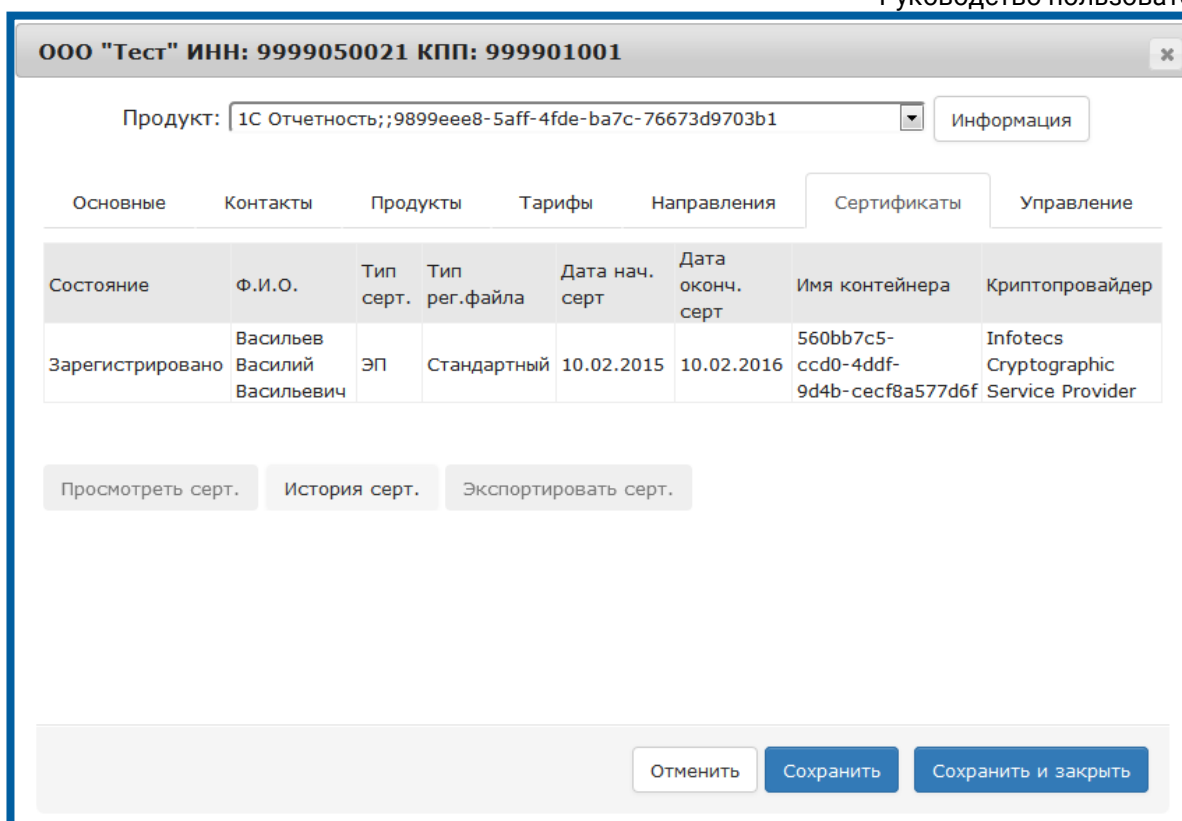 ООО "Тест" ИНН: 9999050021 КПП: 999901001
Продукт: 1С Отчетность;;9899eee8-5aff-4fde-ba7c-76673d9703b1 Информация
Основные Контакты Продукты Тарифы Направления Сертификаты Управление
Состояние
Ф.И.О.
Тип
серт.
Тип
рег.файла
Дата нач.
серт
Дата
оконч.
серт
Имя контейнера
Криптопровайдер
Зарегистрировано
Васильев
Василий
Васильевич
ЭП
Стандартный
10.02.2015
10.02.2016
560bb7c5-
ccd0-4ddf-
9d4b-cecf8a577d6f
Infotecs
Cryptographic
Service Provider
Просмотреть серт. История серт. Экспортировать серт.
Отменить Сохранить Сохранить и закрыть